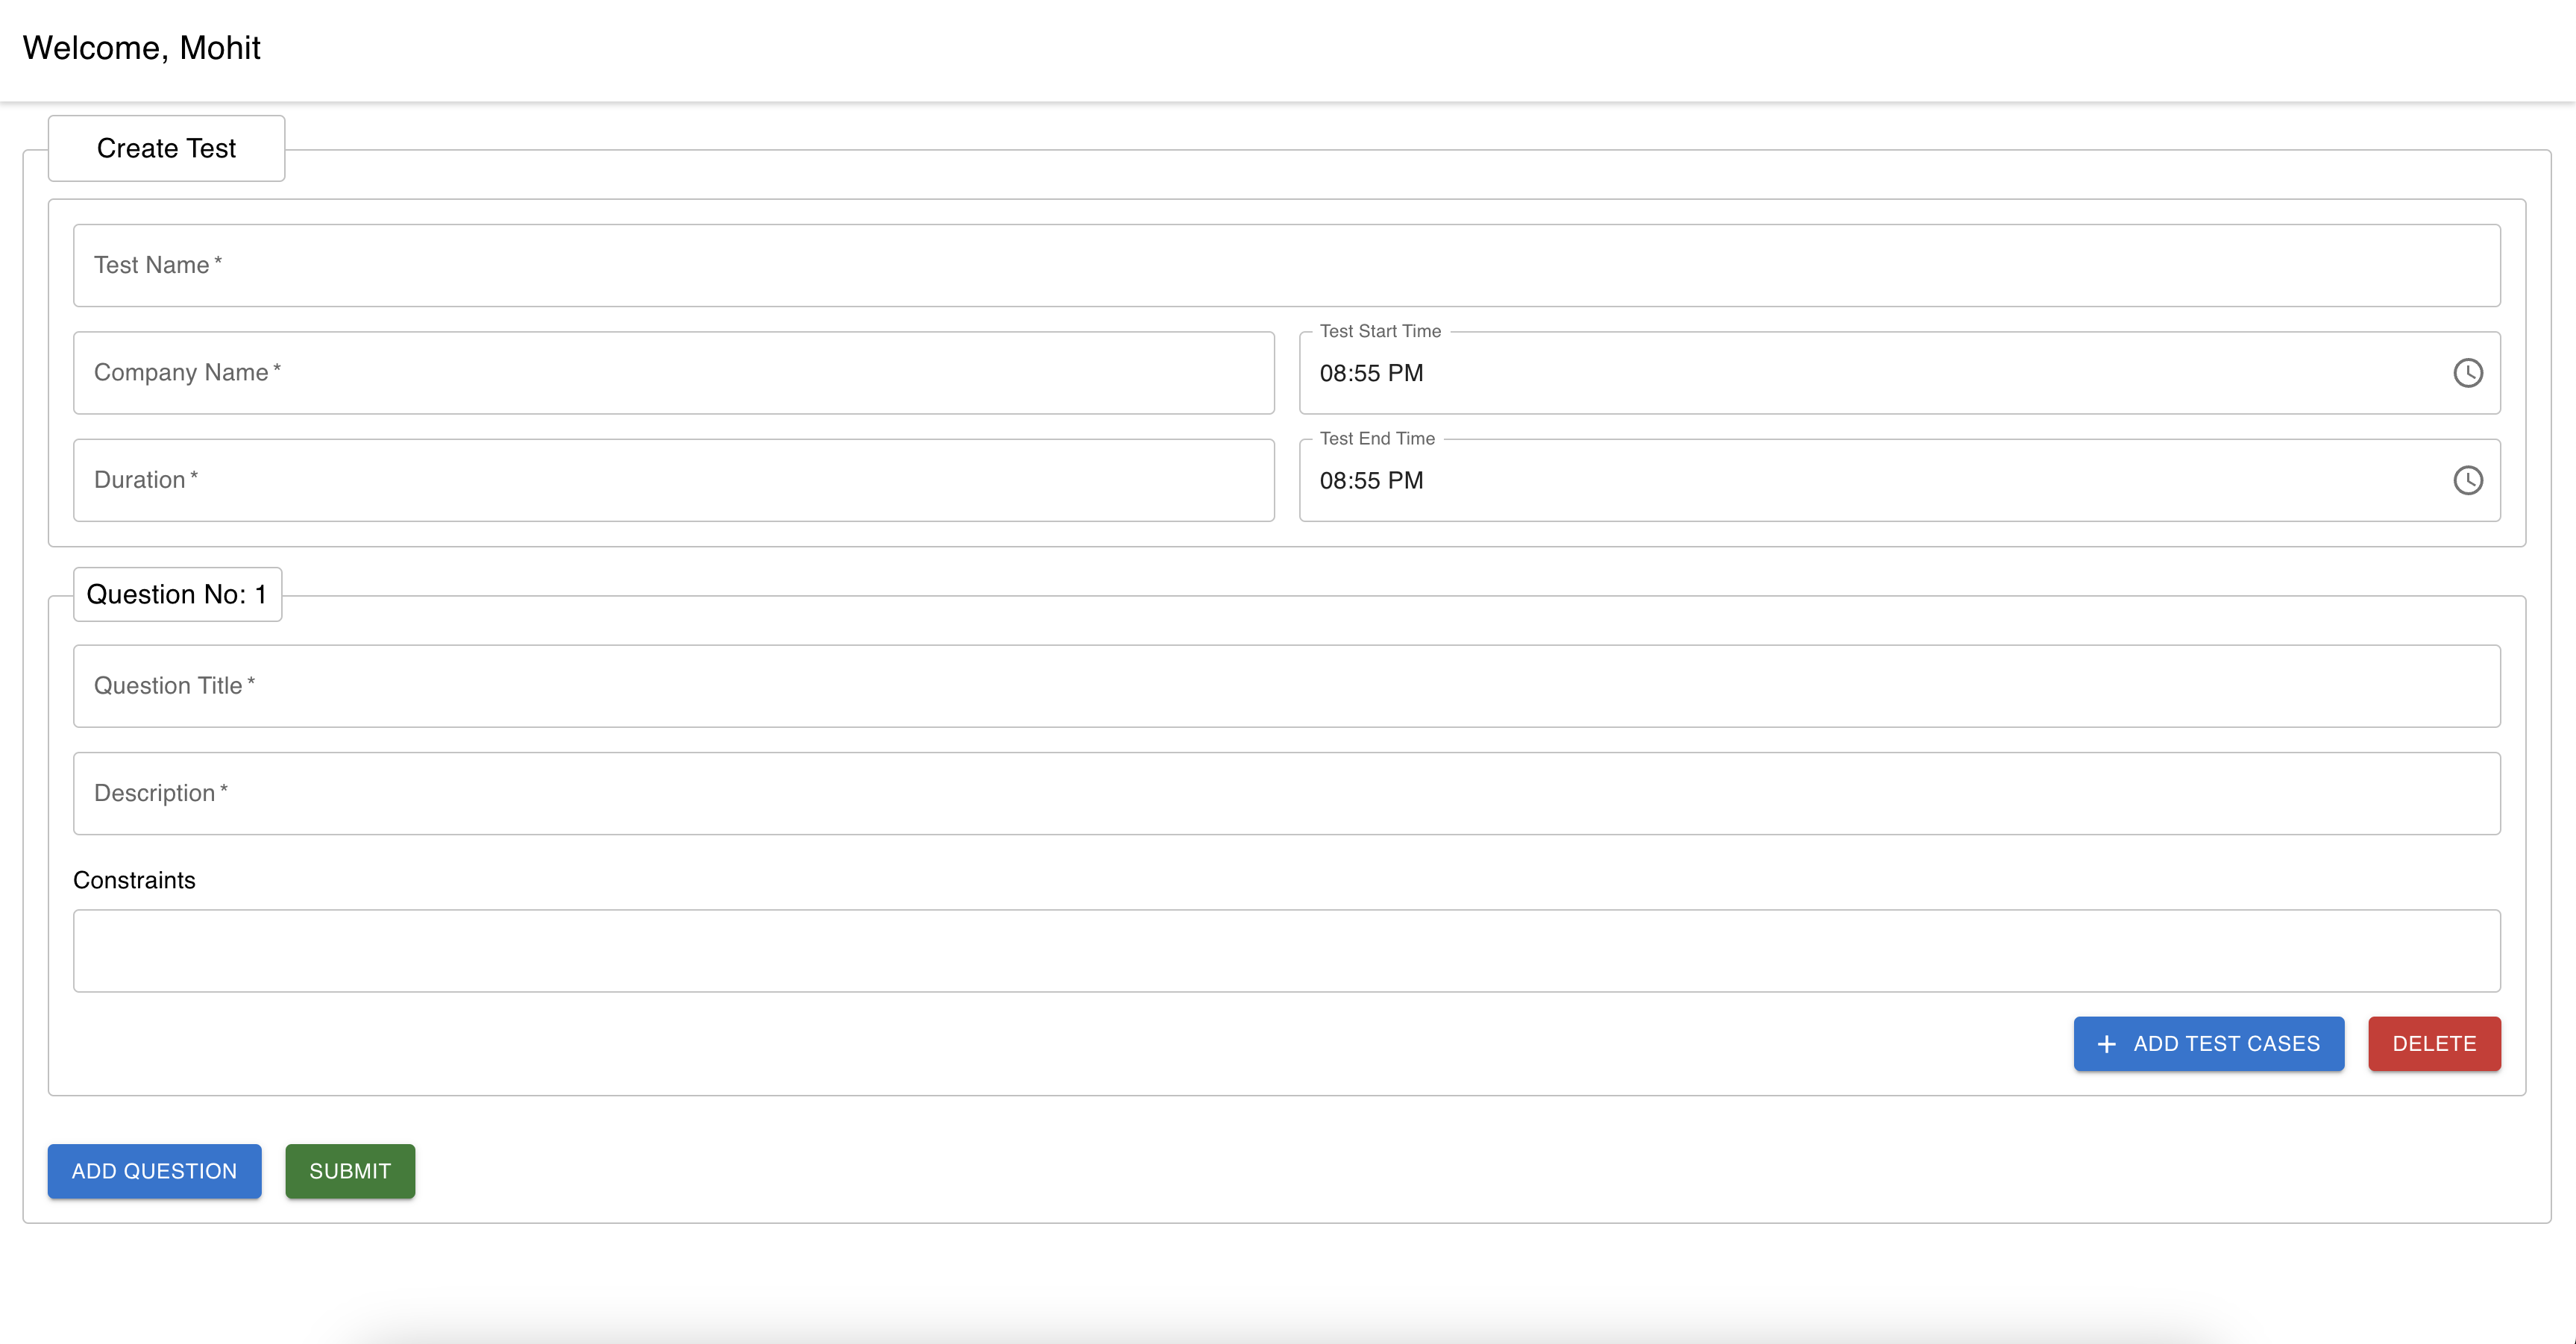 Welcome, Mohit
Create Test
Test Name *
Company Name *
Test Start Time
08:55 PM
Duration *
Test End Time
08:55 PM
Question No: 1
Question Title *
Description *
Constraints
+ ADD TEST CASES
DELETE
ADD QUESTION
SUBMIT